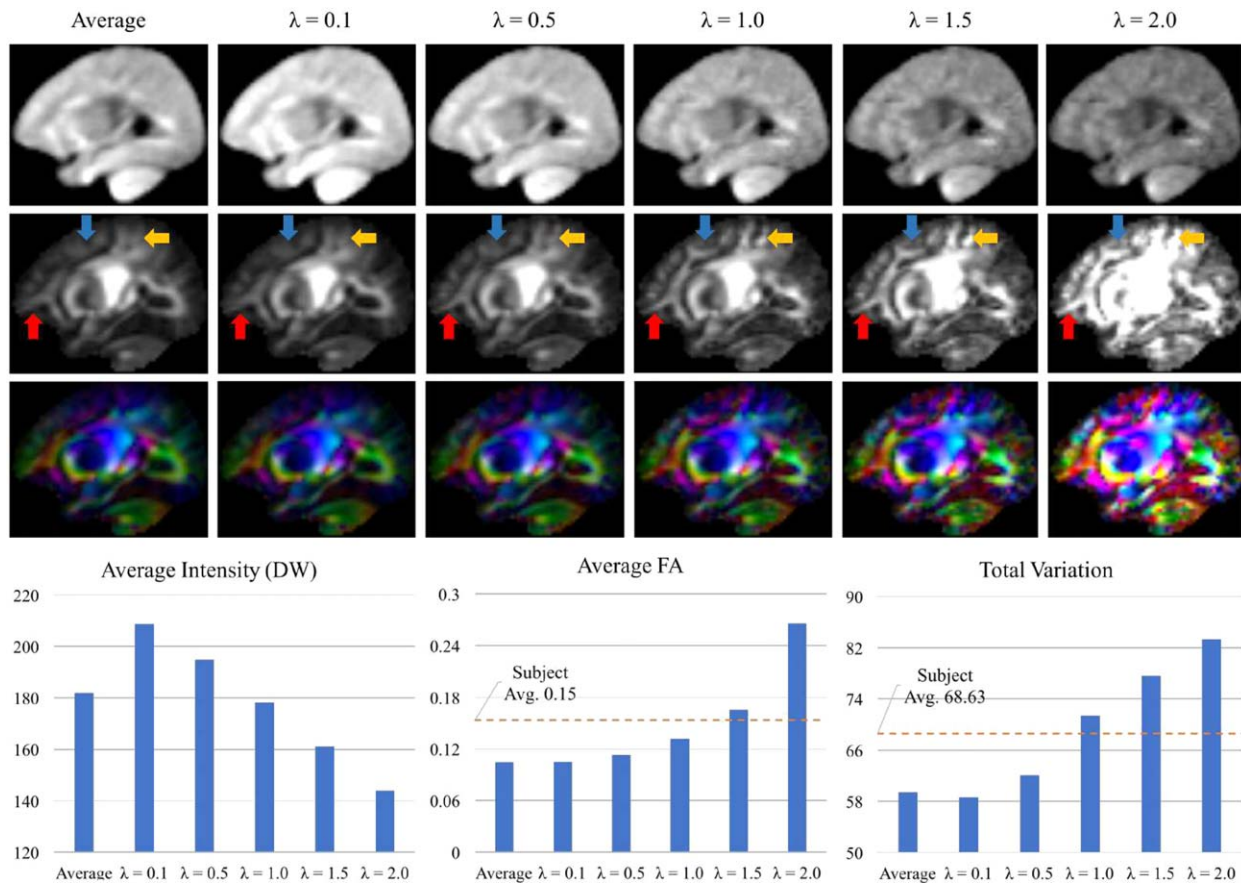 Average λ = 0.1 λ = 0.5 λ = 1.0 λ = 1.5 λ = 2.0
Average Intensity (DW)
220
200
180
160
140
120
Average λ = 0.1 λ = 0.5 λ = 1.0 λ = 1.5 λ = 2.0
Average FA
0.3
0.24
0.18
0.12
0.06
0
Subject
Avg. 0.15
Average λ = 0.1 λ = 0.5 λ = 1.0 λ = 1.5 λ = 2.0
Total Variation
90
82
74
66
58
50
Subject
Avg. 68.63
Average λ = 0.1 λ = 0.5 λ = 1.0 λ = 1.5 λ = 2.0